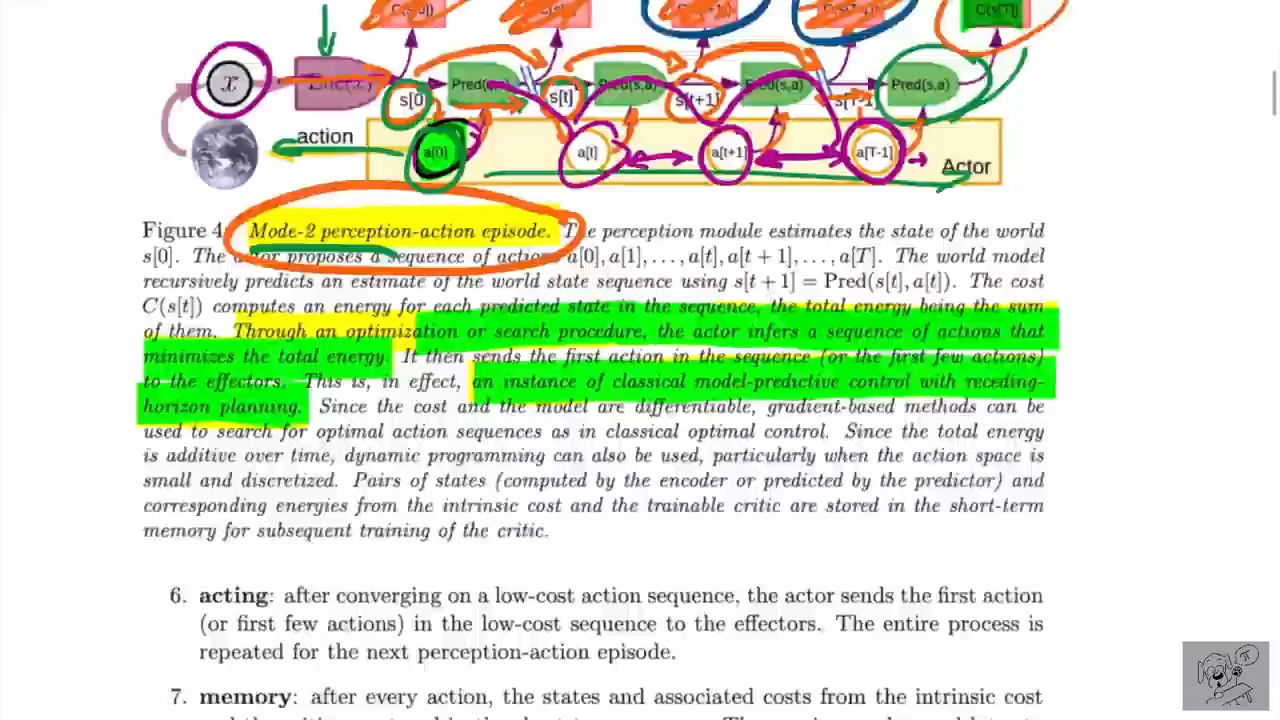 C(s[0]) C(s[t]) C(s[t+1]) C(s[T])
x Enc(x) Pred(s,a) Pred(s,a) Pred(s,a) Pred(s,a)
s[0] s[t] s[t+1] s[T-1]
action a[0] a[t] a[t+1] a[T-1] Actor
Figure 4: Mode-2 perception-action episode. The perception module estimates the state of the world
s[0]. The actor proposes a sequence of actions a[0], a[1], . . . , a[t], a[t + 1], . . . , a[T]. The world model
recursively predicts an estimate of the world state sequence using s[t + 1] = Pred(s[t], a[t]). The cost
C(s[t]) computes an energy for each predicted state in the sequence, the total energy being the sum
of them. Through an optimization or search procedure, the actor infers a sequence of actions that
minimizes the total energy. It then sends the first action in the sequence (or the first few actions)
to the effectors. This is, in effect, an instance of classical model-predictive control with receding-
horizon planning. Since the cost and the model are differentiable, gradient-based methods can be
used to search for optimal action sequences as in classical optimal control. Since the total energy
is additive over time, dynamic programming can also be used, particularly when the action space is
small and discretized. Pairs of states (computed by the encoder or predicted by the predictor) and
corresponding energies from the intrinsic cost and the trainable critic are stored in the short-term
memory for subsequent training of the critic.
6. acting: after converging on a low-cost action sequence, the actor sends the first action
(or first few actions) in the low-cost sequence to the effectors. The entire process is
repeated for the next perception-action episode.
7. memory: after every action, the states and associated costs from the intrinsic cost